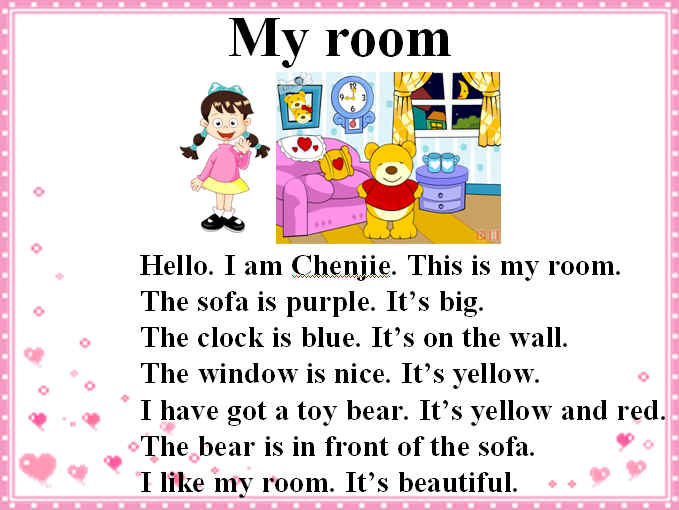 My room
Hello. I am Chenjie. This is my room.
The sofa is purple. It’s big.
The clock is blue. It’s on the wall.
The window is nice. It’s yellow.
I have got a toy bear. It’s yellow and red.
The bear is in front of the sofa.
I like my room. It’s beautiful.